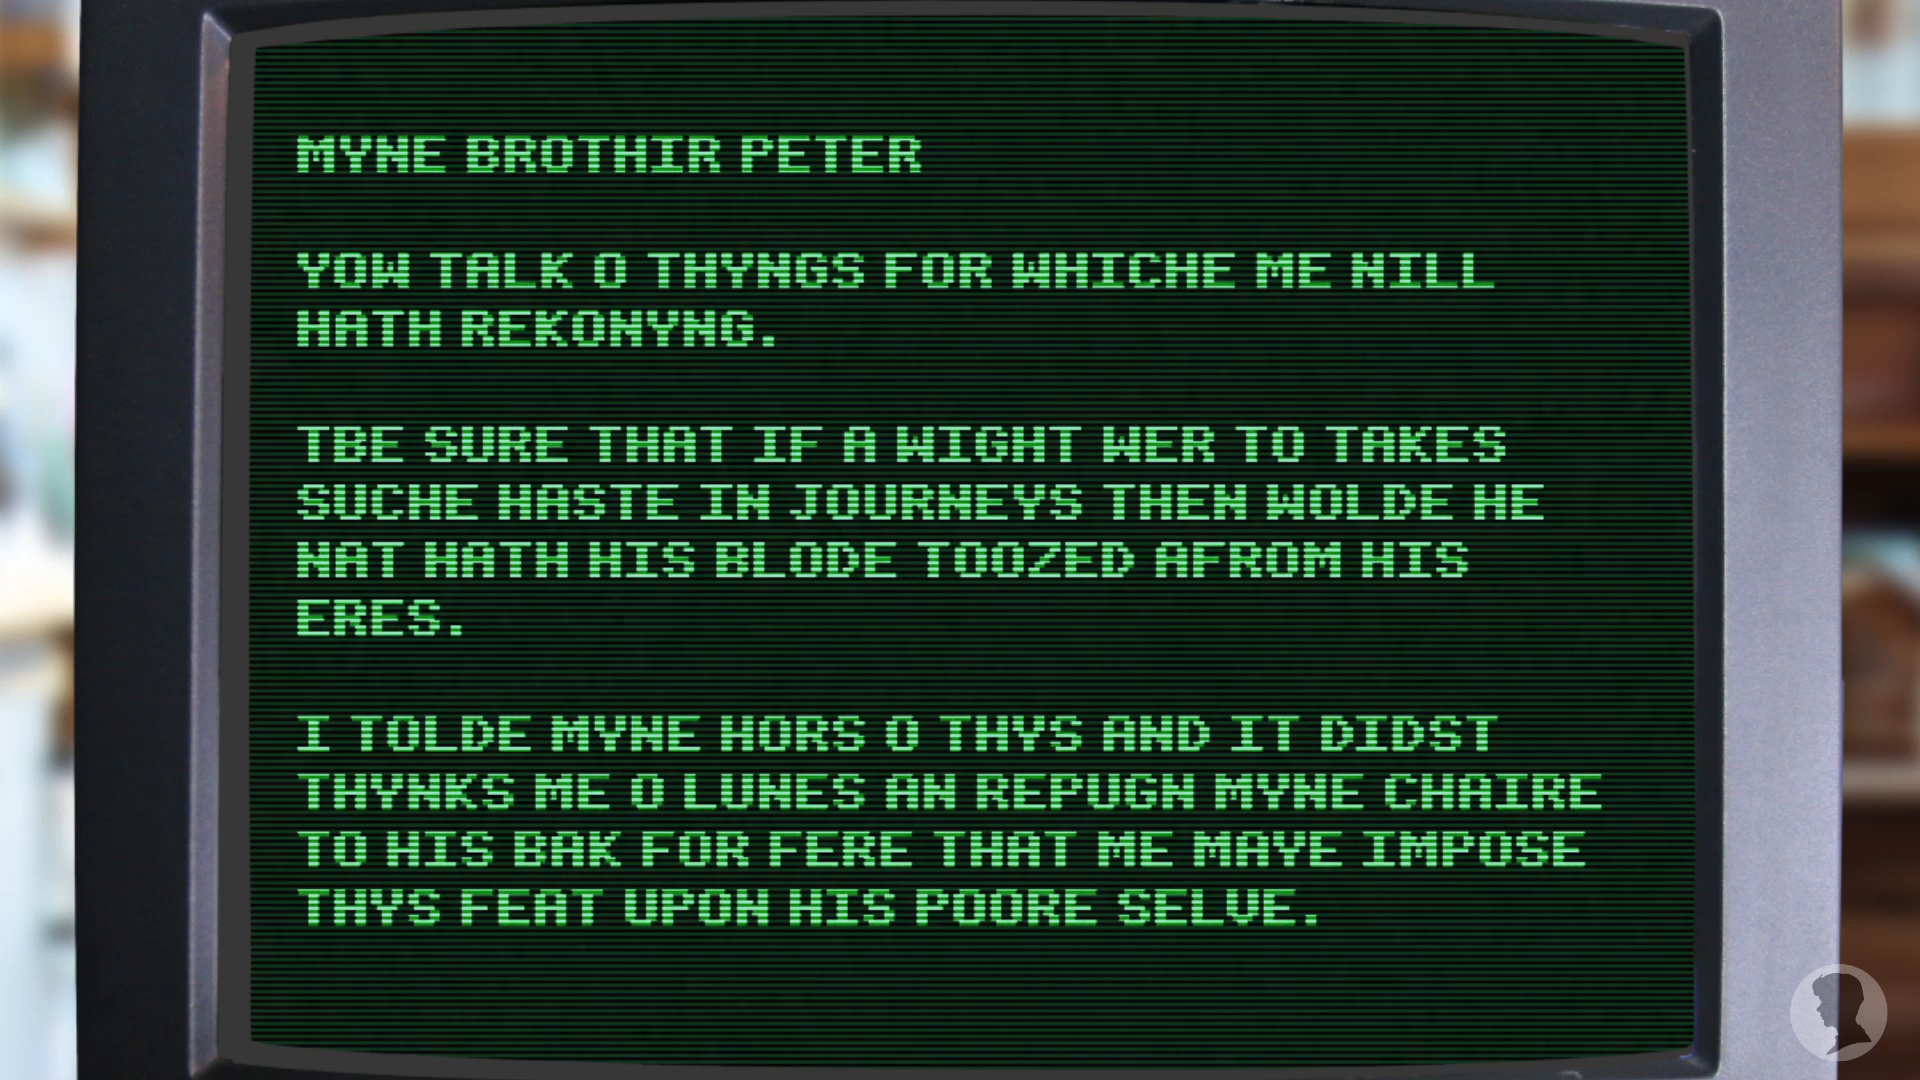 MYNE BROTHIR PETER
YOW TALK O THYNGS FOR WHICHE ME NILL
HATH REKONYNG.
TBE SURE THAT IF A WIGHT WER TO TAKES
SUCHE HASTE IN JOURNEYS THEN WOLDE HE
NAT HATH HIS BLODE TOOZED AFROM HIS
ERES.
I TOLDE MYNE HORS O THYS AND IT DIDST
THYNKS ME O LUNES AN REPUGN MYNE CHAIRE
TO HIS BAK FOR FERE THAT ME MAYE IMPOSE
THYS FEAT UPON HIS POORE SELVE.